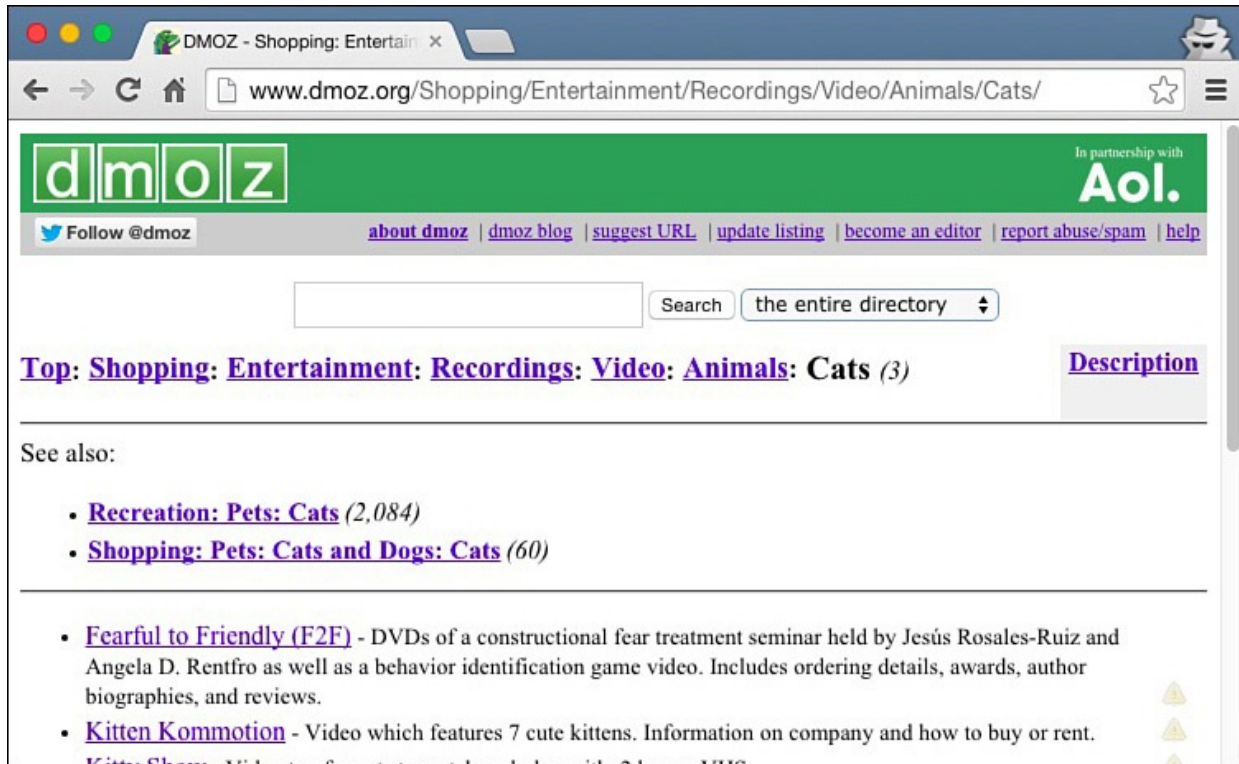 DMOZ - Shopping: Entertain
www.dmoz.org/Shopping/Entertainment/Recordings/Video/Animals/Cats/
dmoz
In partnership with
Aol.
Follow @dmoz
about dmoz | dmoz blog | suggest URL | update listing | become an editor | report abuse/spam | help
Search the entire directory
Top: Shopping: Entertainment: Recordings: Video: Animals: Cats (3)
Description
See also:
• Recreation: Pets: Cats (2,084)
• Shopping: Pets: Cats and Dogs: Cats (60)
• Fearful to Friendly (F2F) - DVDs of a constructional fear treatment seminar held by Jesús Rosales-Ruiz and
Angela D. Rentfro as well as a behavior identification game video. Includes ordering details, awards, author
biographies, and reviews.
• Kitten Kommotion - Video which features 7 cute kittens. Information on company and how to buy or rent.